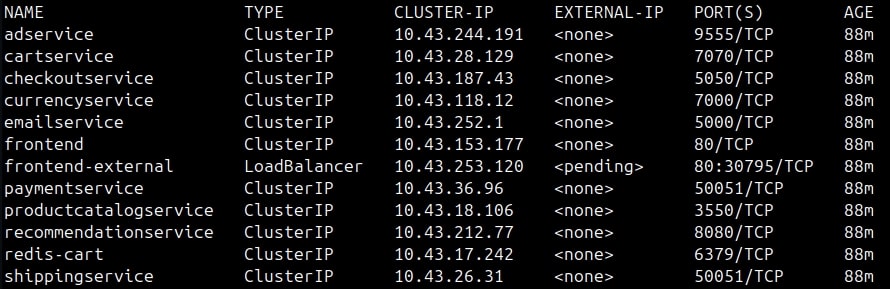 NAME TYPE CLUSTER-IP EXTERNAL-IP PORT(S) AGE
adservice ClusterIP 10.43.244.191 <none> 9555/TCP 88m
cartservice ClusterIP 10.43.28.129 <none> 7070/TCP 88m
checkoutservice ClusterIP 10.43.187.43 <none> 5050/TCP 88m
currencyservice ClusterIP 10.43.118.12 <none> 7000/TCP 88m
emailservice ClusterIP 10.43.252.1 <none> 5000/TCP 88m
frontend ClusterIP 10.43.153.177 <none> 80/TCP 88m
frontend-external LoadBalancer 10.43.253.120 <pending> 80:30795/TCP 88m
paymentservice ClusterIP 10.43.36.96 <none> 50051/TCP 88m
productcatalogservice ClusterIP 10.43.18.106 <none> 3550/TCP 88m
recommendationservice ClusterIP 10.43.212.77 <none> 8080/TCP 88m
redis-cart ClusterIP 10.43.17.242 <none> 6379/TCP 88m
shippingservice ClusterIP 10.43.26.31 <none> 50051/TCP 88m